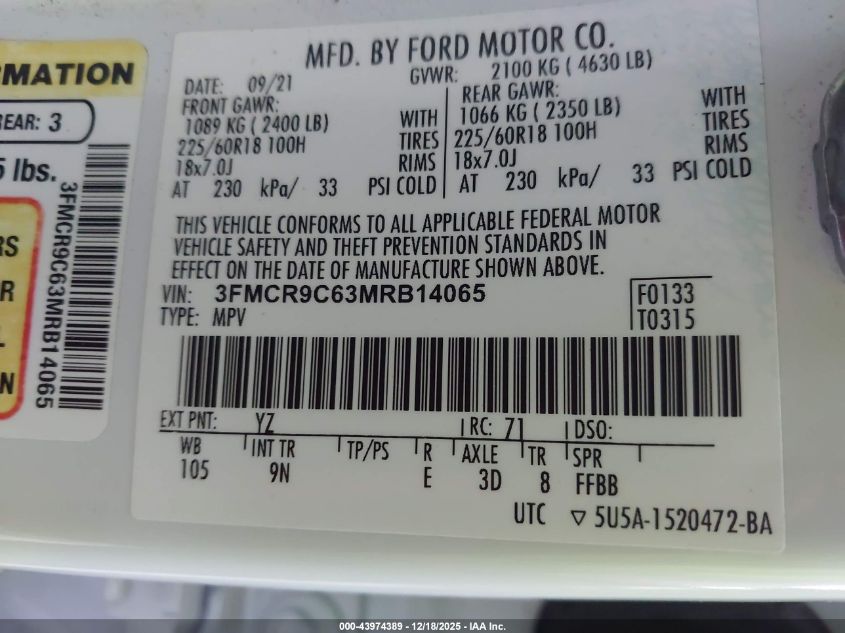 RMATION
REAR: 3
5 lbs.
RS
R
L
N
3FMCR9C63MRB14065
MFD. BY FORD MOTOR CO.
DATE: 09/21 GVWR: 2100 KG ( 4630 LB)
FRONT GAWR: REAR GAWR:
1089 KG ( 2400 LB) WITH 1066 KG ( 2350 LB) WITH
225/60R18 100H TIRES 225/60R18 100H TIRES
18x7.0J RIMS 18x7.0J RIMS
AT 230 kPa/ 33 PSI COLD AT 230 kPa/ 33 PSI COLD
THIS VEHICLE CONFORMS TO ALL APPLICABLE FEDERAL MOTOR
VEHICLE SAFETY AND THEFT PREVENTION STANDARDS IN
EFFECT ON THE DATE OF MANUFACTURE SHOWN ABOVE.
VIN: 3FMCR9C63MRB14065 F0133
TYPE: MPV T0315
EXT PNT: YZ RC: 71 DSO:
WB INT TR TP/PS R AXLE TR SPR
105 9N E 3D 8 FFBB
UTC ▽ 5U5A-1520472-BA
000-43974389 - 12/18/2025 - IAA Inc.